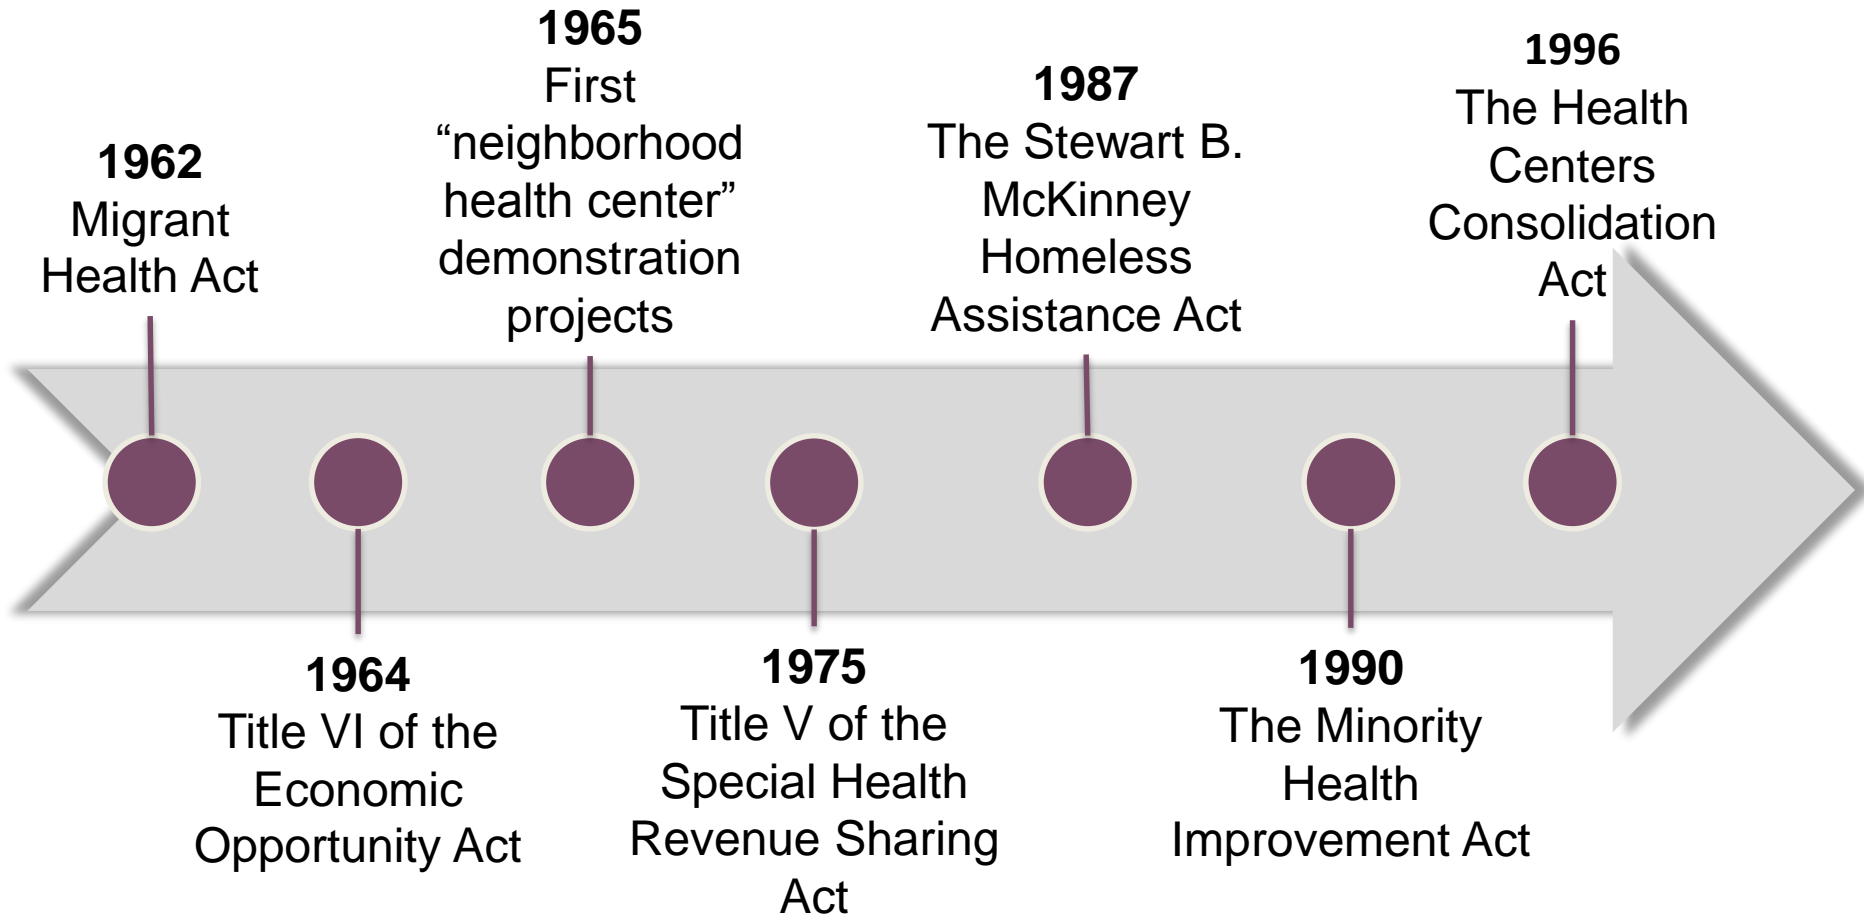 1962
Migrant
Health Act
1964
Title VI of the
Economic
Opportunity Act
1965
First
“neighborhood
health center”
demonstration
projects
1975
Title V of the
Special Health
Revenue Sharing
Act
1987
The Stewart B.
McKinney
Homeless
Assistance Act
1990
The Minority
Health
Improvement Act
1996
The Health
Centers
Consolidation
Act